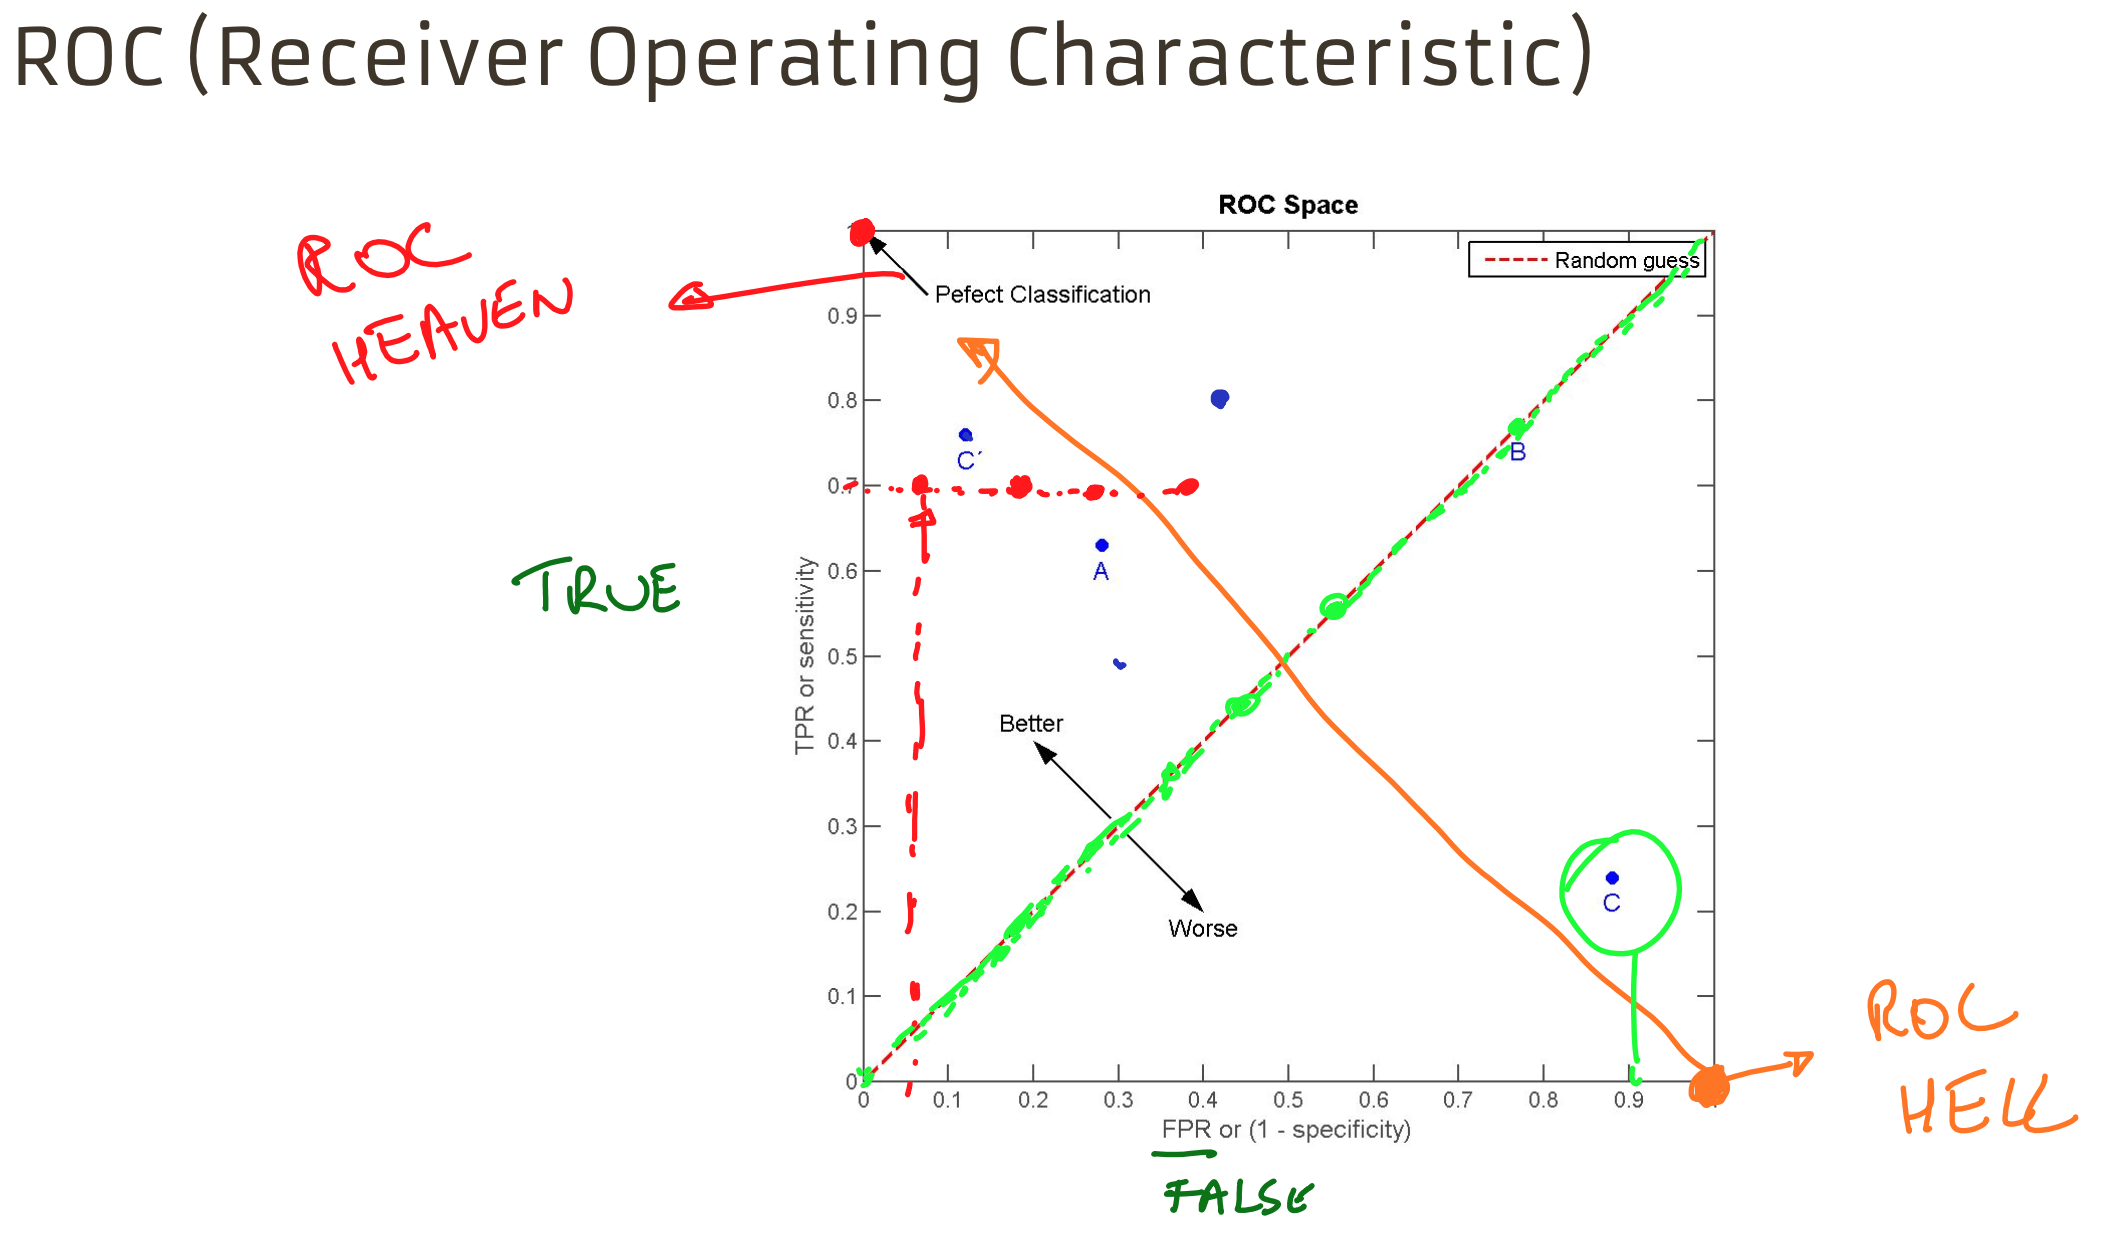 ROC (Receiver Operating Characteristic)
ROC Space
ROC
HEAVEN
Random guess
Pefect Classification
0.9
0.8
C´
B
0.7
A
TRUE
0.6
TPR or sensitivity
0.5
Better
0.4
0.3
C
0.2
Worse
0.1
ROC
HELL
0
0 0.1 0.2 0.3 0.4 0.5 0.6 0.7 0.8 0.9
FPR or (1 - specificity)
FALSE